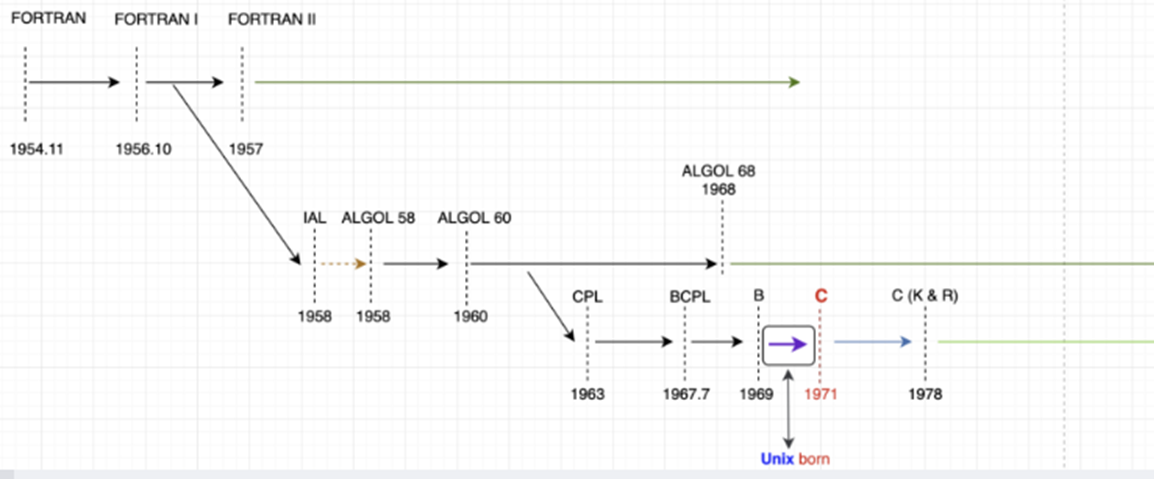 FORTRAN
FORTRAN I
FORTRAN II
1954.11
1956.10
1957
ALGOL 68
1968
IAL
ALGOL 58
ALGOL 60
1958
1958
1960
CPL
BCPL
B
C
C (K & R)
1963
1967.7
1969
1971
1978
Unix born